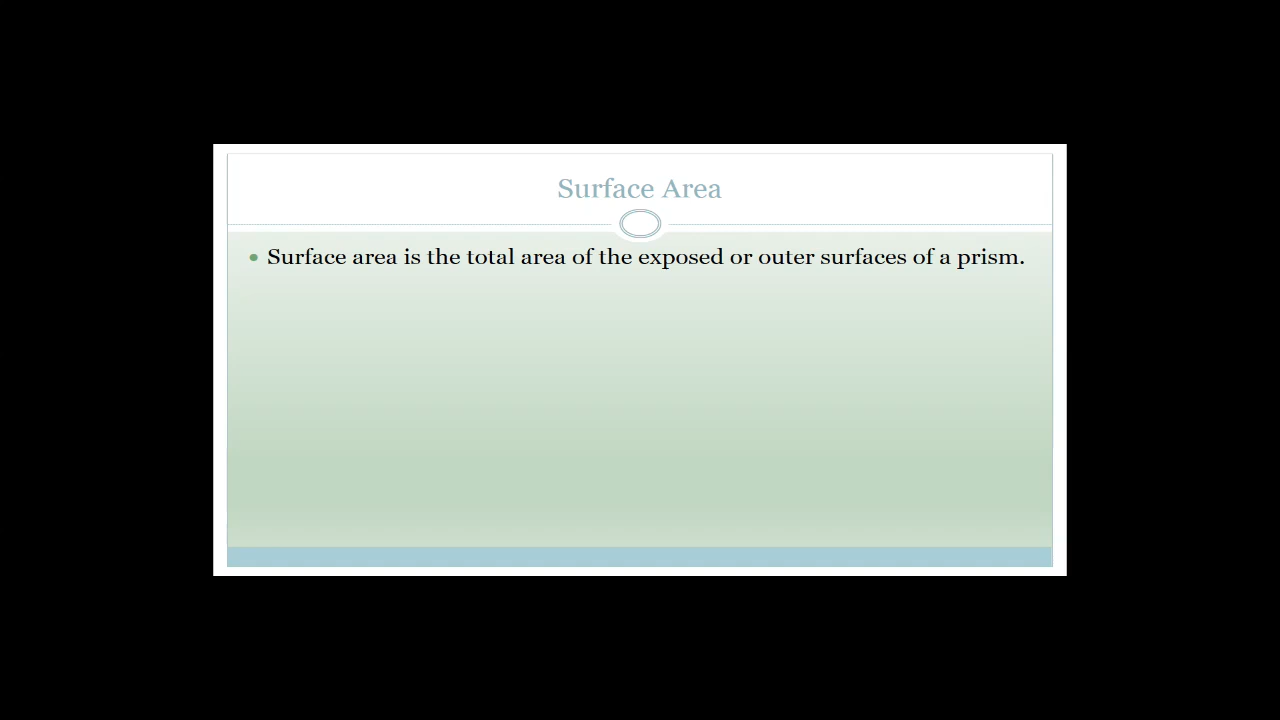 Surface Area
Surface area is the total area of the exposed or outer surfaces of a prism.